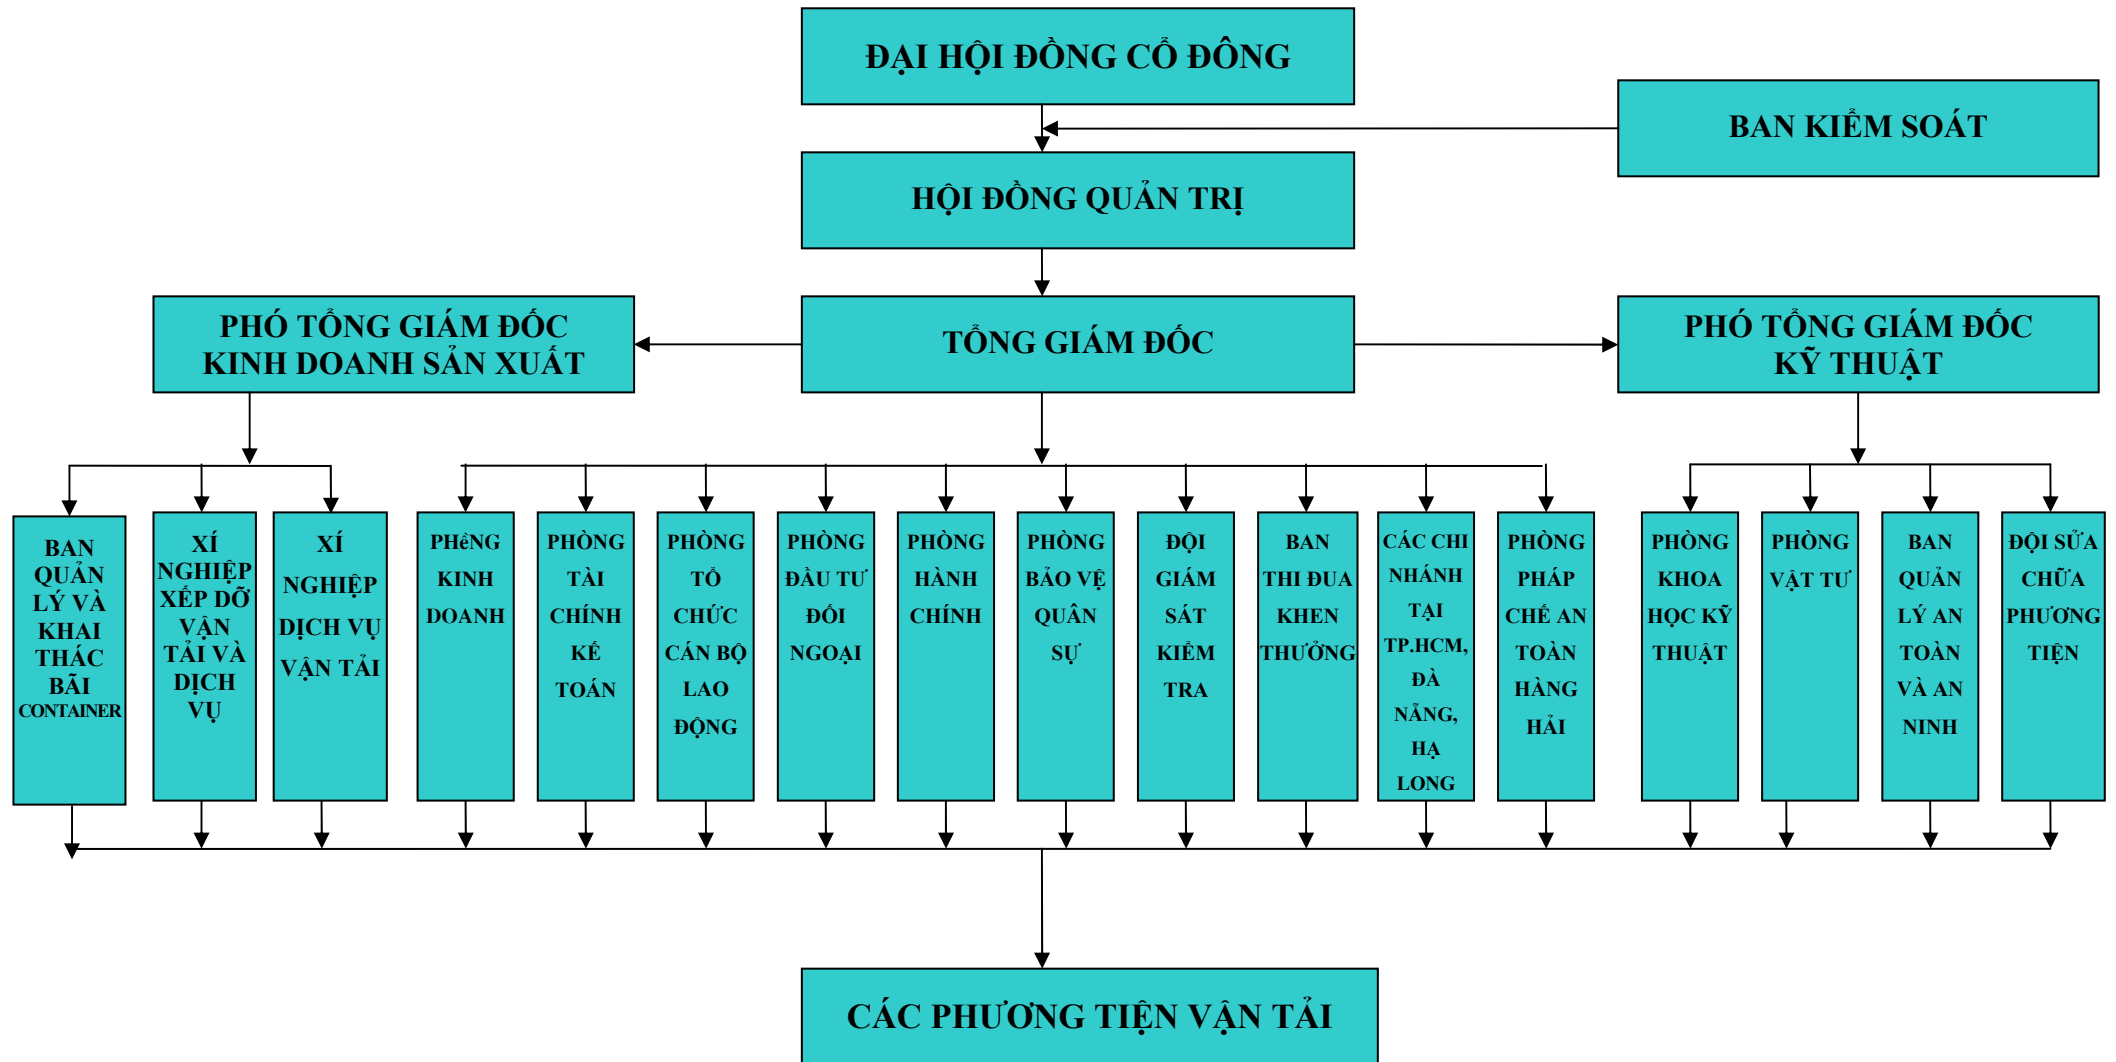 ĐẠI HỘI ĐỒNG CỔ ĐÔNG
BAN KIỂM SOÁT
HỘI ĐỒNG QUẢN TRỊ
PHÓ TỔNG GIÁM ĐỐC
KINH DOANH SẢN XUẤT
TỔNG GIÁM ĐỐC
PHÓ TỔNG GIÁM ĐỐC
KỸ THUẬT
BAN
QUẢN
LÝ VÀ
KHAI
THÁC
BÃI
CONTAINER
XÍ
NGHIỆP
XẾP DỠ
VẬN
TẢI VÀ
DỊCH
VỤ
XÍ
NGHIỆP
DỊCH VỤ
VẬN TẢI
PHềNG
KINH
DOANH
PHÒNG
TÀI
CHÍNH
KẾ
TOÁN
PHÒNG
TỔ
CHỨC
CÁN BỘ
LAO
ĐỘNG
PHÒNG
ĐẦU TƯ
ĐỐI
NGOẠI
PHÒNG
HÀNH
CHÍNH
PHÒNG
BẢO VỆ
QUÂN
SỰ
ĐỘI
GIÁM
SÁT
KIỂM
TRA
BAN
THI ĐUA
KHEN
THƯỞNG
CÁC CHI
NHÁNH
TẠI
TP.HCM,
ĐÀ
NẴNG,
HẠ
LONG
PHÒNG
PHÁP
CHẾ AN
TOÀN
HÀNG
HẢI
PHÒNG
KHOA
HỌC KỸ
THUẬT
PHÒNG
VẬT TƯ
BAN
QUẢN
LÝ AN
TOÀN
VÀ AN
NINH
ĐỘI SỬA
CHỮA
PHƯƠNG
TIỆN
CÁC PHƯƠNG TIỆN VẬN TẢI